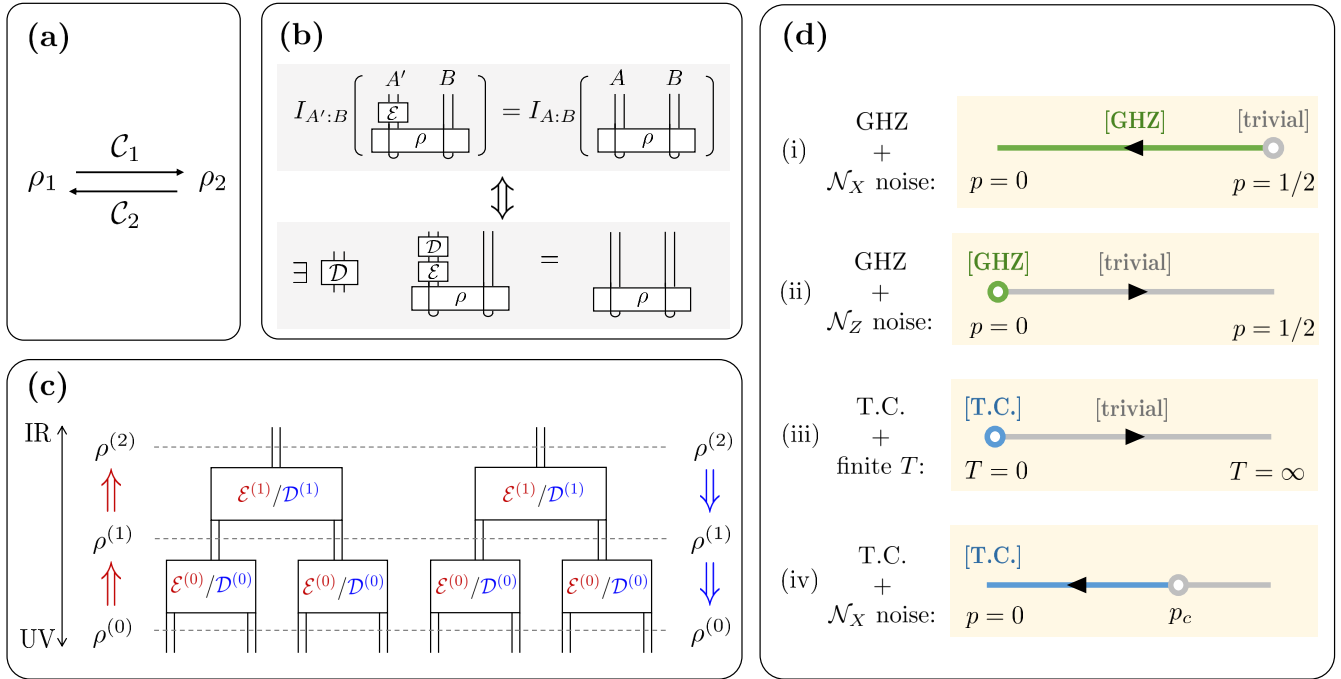 (a)
C₁
ρ₁ ρ₂
C₂
(b)
A′ B A B
I_{A′:B} ( ℰ ρ ) = I_{A:B} ( ρ )
⇕
∃ 𝒟 𝒟 ℰ ρ = ρ
(c)
IR
ρ^{(2)} ρ^{(2)}
ℰ^{(1)}/𝒟^{(1)} ℰ^{(1)}/𝒟^{(1)}
ρ^{(1)} ρ^{(1)}
ℰ^{(0)}/𝒟^{(0)} ℰ^{(0)}/𝒟^{(0)} ℰ^{(0)}/𝒟^{(0)} ℰ^{(0)}/𝒟^{(0)}
UV ρ^{(0)} ρ^{(0)}
(d)
(i) GHZ + 𝒩_X noise:
[GHZ] [trivial]
p = 0 p = 1/2
(ii) GHZ + 𝒩_Z noise:
[GHZ] [trivial]
p = 0 p = 1/2
(iii) T.C. + finite T:
[T.C.] [trivial]
T = 0 T = ∞
(iv) T.C. + 𝒩_X noise:
[T.C.]
p = 0 p_c